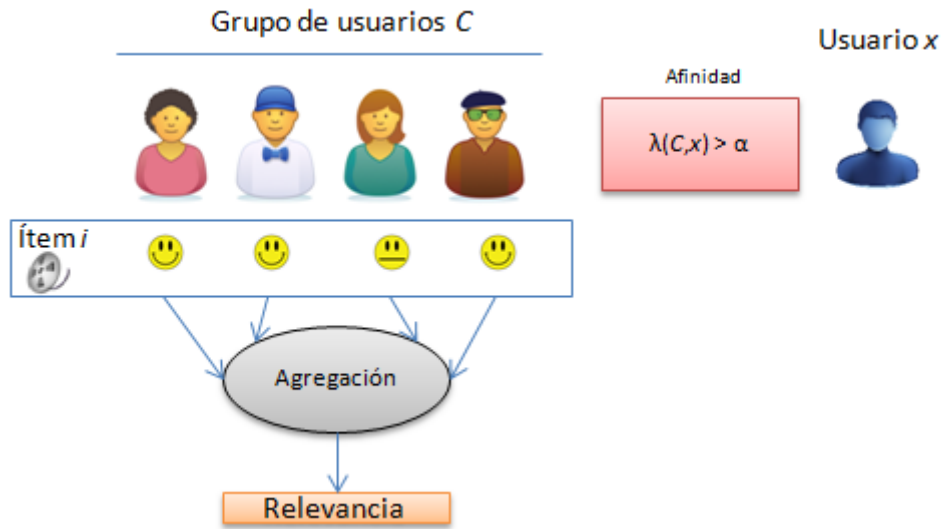 Grupo de usuarios C
Usuario x
Afinidad
λ(C,x) > α
Ítem i
Agregación
Relevancia